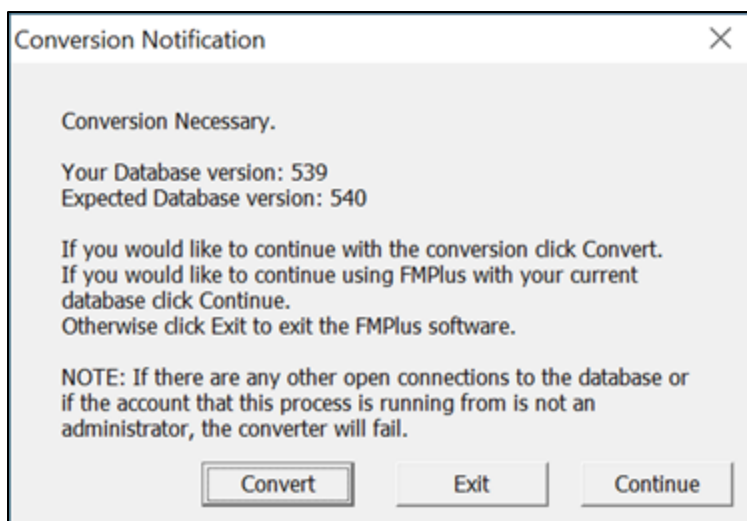 Conversion Notification
Conversion Necessary.
Your Database version: 539
Expected Database version: 540
If you would like to continue with the conversion click Convert.
If you would like to continue using FMPlus with your current
database click Continue.
Otherwise click Exit to exit the FMPlus software.
NOTE: If there are any other open connections to the database or
if the account that this process is running from is not an
administrator, the converter will fail.
Convert Exit Continue